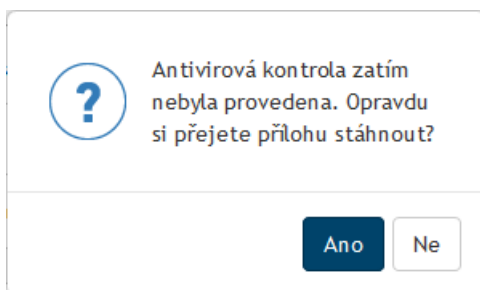 ?
Antivirová kontrola zatím
nebyla provedena. Opravdu
si přejete přílohu stáhnout?
Ano
Ne